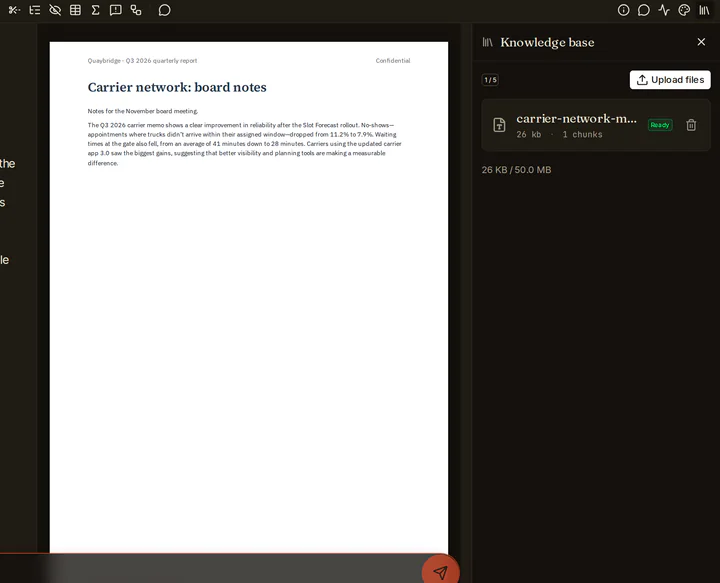 Quaybridge · Q3 2026 quarterly report
Confidential
Carrier network: board notes
Notes for the November board meeting.
The Q3 2026 carrier memo shows a clear improvement in reliability after the Slot Forecast rollout. No-shows—
appointments where trucks didn't arrive within their assigned window—dropped from 11.2% to 7.9%. Waiting
times at the gate also fell, from an average of 41 minutes down to 28 minutes. Carriers using the updated carrier
app 3.0 saw the biggest gains, suggesting that better visibility and planning tools are making a measurable
difference.
the
e
s
le
Knowledge base
1/5
Upload files
carrier-network-m...
26 kb · 1 chunks
Ready
26 KB / 50.0 MB